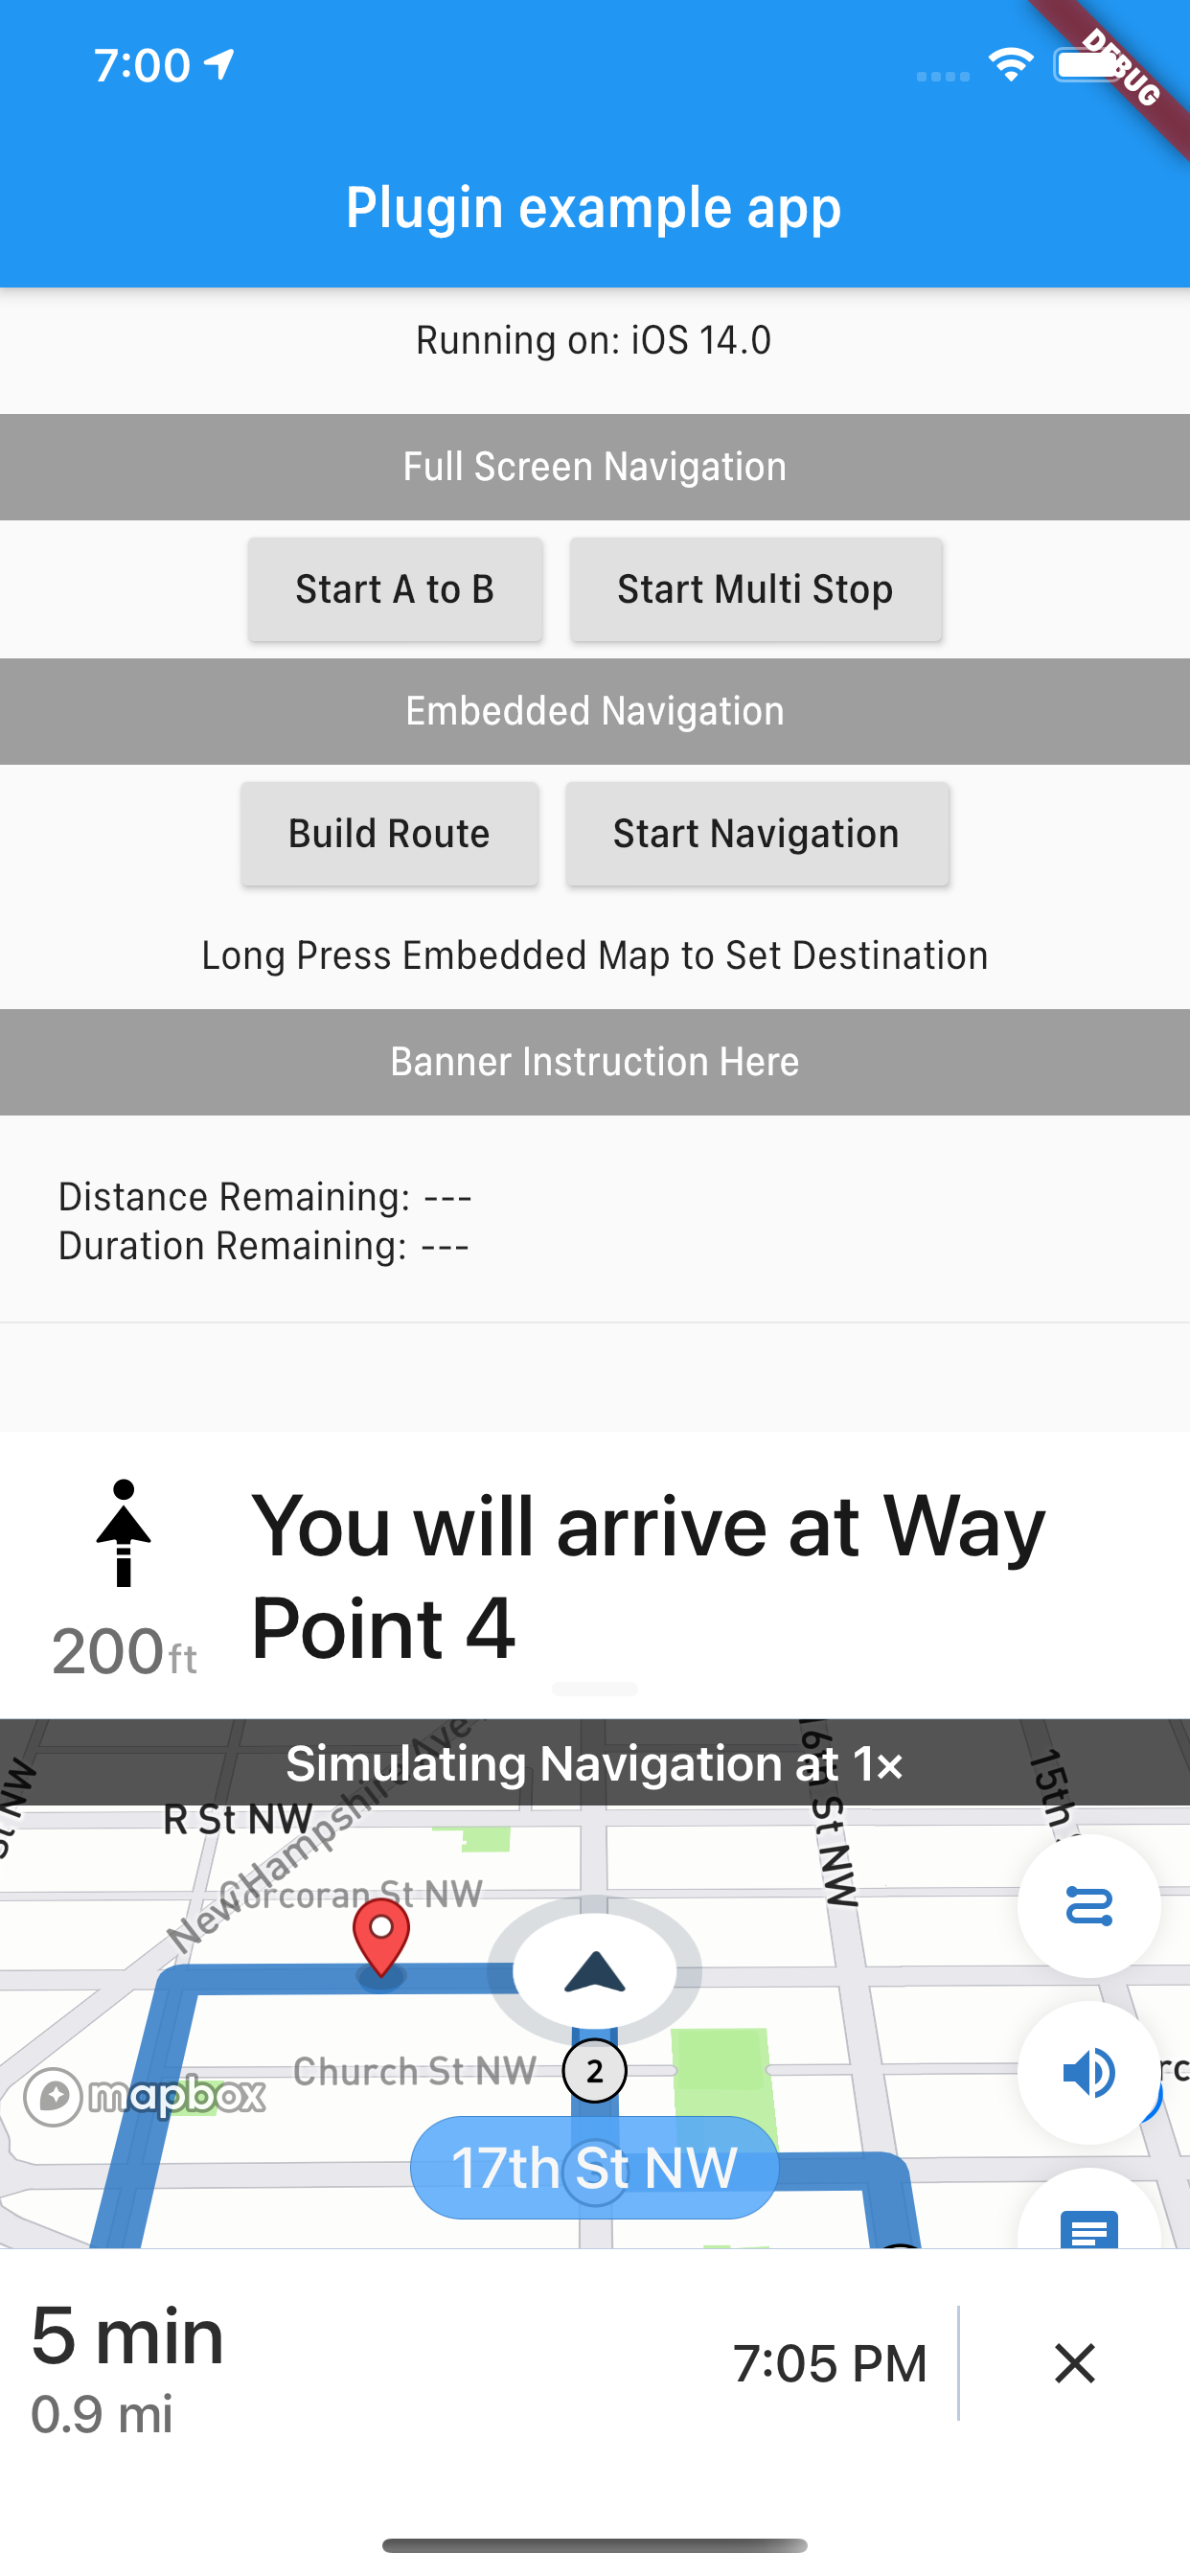 7:00
DEBUG
Plugin example app
Running on: iOS 14.0
Full Screen Navigation
Start A to B
Start Multi Stop
Embedded Navigation
Build Route
Start Navigation
Long Press Embedded Map to Set Destination
Banner Instruction Here
Distance Remaining: ---
Duration Remaining: ---
You will arrive at Way
Point 4
200 ft
Simulating Navigation at 1×
St NW
R St NW
New Hampshire Ave
Corcoran St NW
St NW
15th
Church St NW
2
mapbox
17th St NW
5 min
0.9 mi
7:05 PM